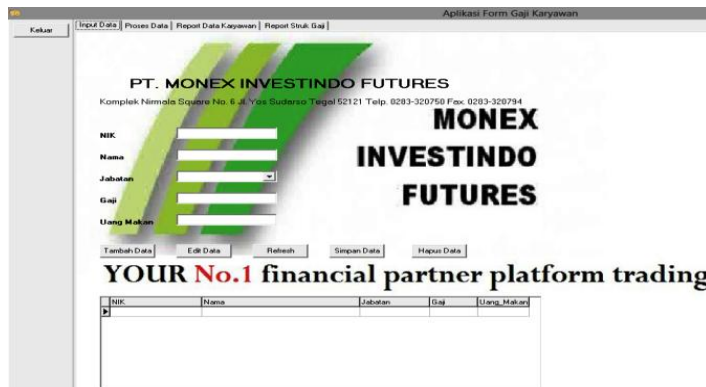 Aplikasi Form Gaji Karyawan
Keluar
Input Data Proses Data Report Data Karyawan Report Struk Gaji
PT. MONEX INVESTINDO FUTURES
Komplek Nirmala Square No. 6 Jl. Yos Sudarso Tegal 52121 Telp. 0283-320750 Fax. 0283-320794
MONEX
INVESTINDO
FUTURES
NIK
Nama
Jabatan
Gaji
Uang Makan
Tambah Data Edit Data Refresh Simpan Data Hapus Data
YOUR No.1 financial partner platform trading
NIK Nama Jabatan Gaji Uang_Makan